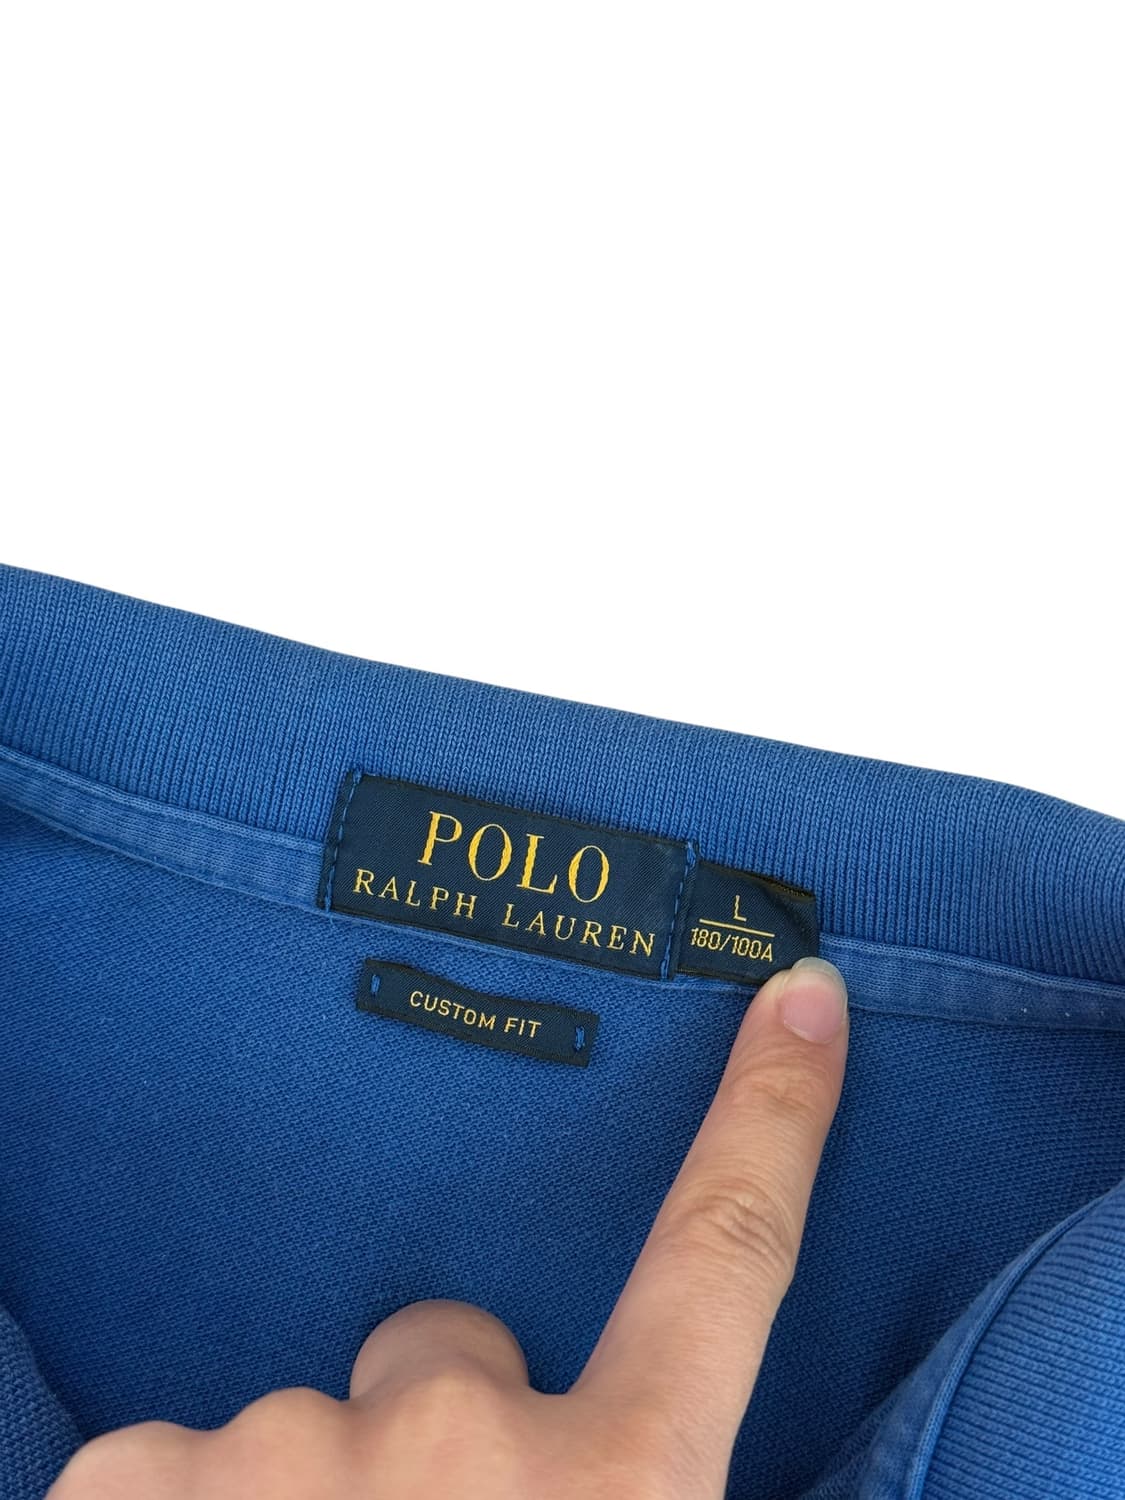 POLO
RALPH LAUREN
L
180/100A
CUSTOM FIT